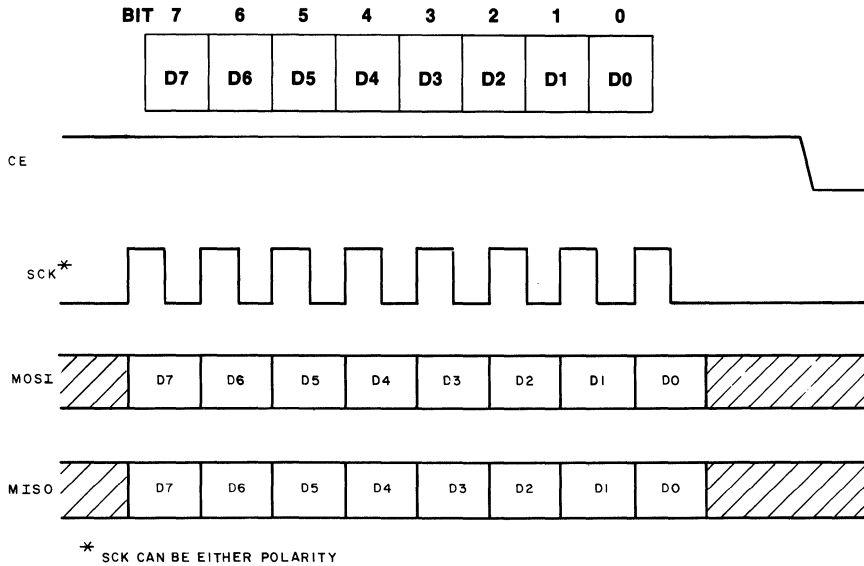 BIT 7 6 5 4 3 2 1 0
D7 D6 D5 D4 D3 D2 D1 D0
CE
SCK*
MOSI D7 D6 D5 D4 D3 D2 D1 D0
MISO D7 D6 D5 D4 D3 D2 D1 D0
* SCK CAN BE EITHER POLARITY